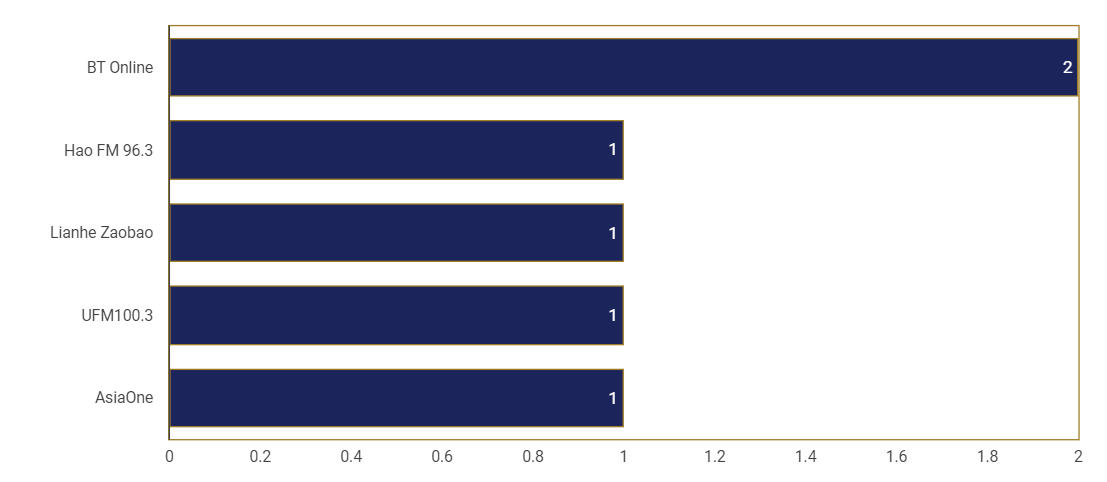 BT Online
2
Hao FM 96.3
1
Lianhe Zaobao
1
UFM100.3
1
AsiaOne
1
0 0.2 0.4 0.6 0.8 1 1.2 1.4 1.6 1.8 2